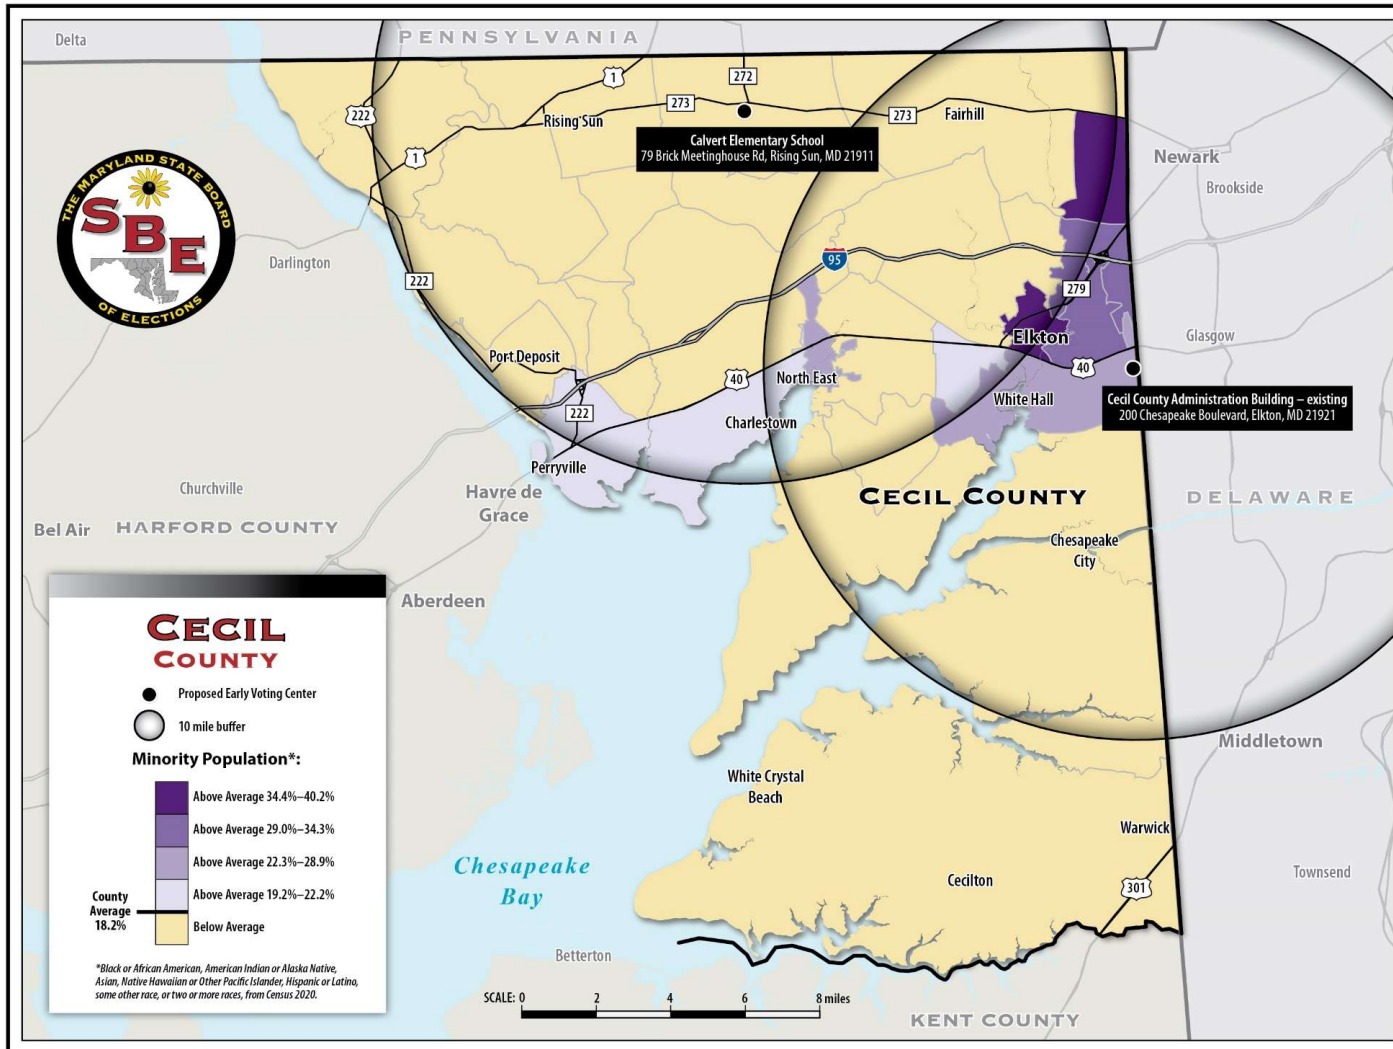 Delta
PENNSYLVANIA
1
272
222
273
273
Fairhill
Rising Sun
Calvert Elementary School
79 Brick Meetinghouse Rd, Rising Sun, MD 21911
1
Newark
Brookside
THE MARYLAND STATE BOARD
SBE
OF ELECTIONS
Darlington
95
222
279
Elkton
Glasgow
Port Deposit
40
40
North East
White Hall
Cecil County Administration Building – existing
200 Chesapeake Boulevard, Elkton, MD 21921
222
Charlestown
Perryville
Churchville
Havre de
Grace
CECIL COUNTY
DELAWARE
Bel Air
HARFORD COUNTY
Chesapeake
City
Aberdeen
CECIL
COUNTY
Proposed Early Voting Center
10 mile buffer
Minority Population*:
Above Average 34.4%–40.2%
Above Average 29.0%–34.3%
Above Average 22.3%–28.9%
Above Average 19.2%–22.2%
County
Average
18.2%
Below Average
*Black or African American, American Indian or Alaska Native,
Asian, Native Hawaiian or Other Pacific Islander, Hispanic or Latino,
some other race, or two or more races, from Census 2020.
Middletown
White Crystal
Beach
Warwick
Chesapeake
Bay
Cecilton
301
Townsend
Betterton
SCALE: 0 2 4 6 8 miles
KENT COUNTY